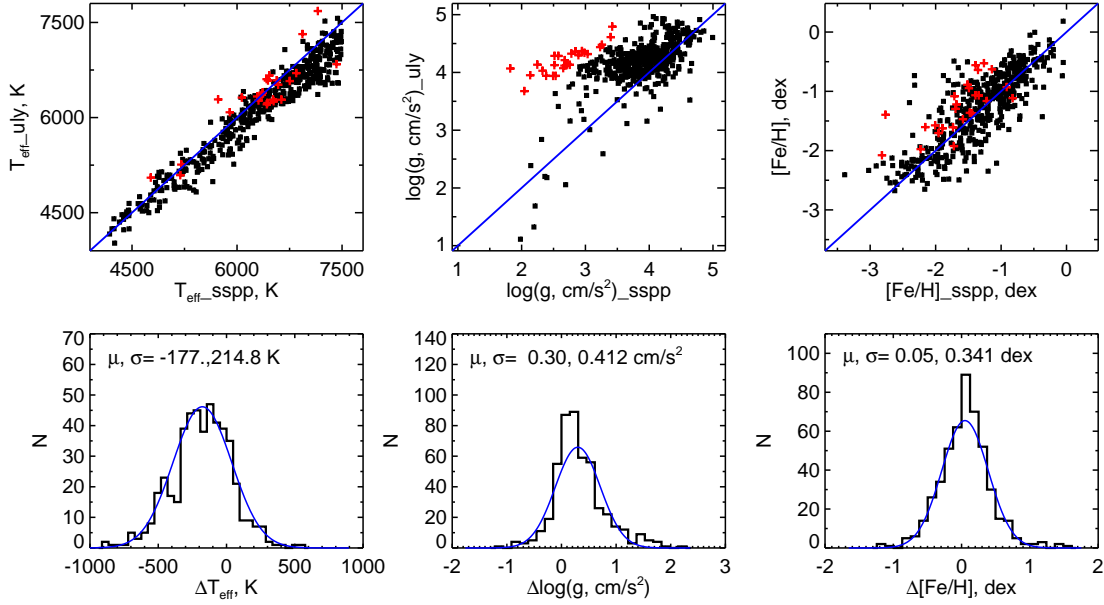 7500
6000
4500
T_eff_uly, K
4500 6000 7500
T_eff_sspp, K
5
4
3
2
1
log(g, cm/s²)_uly
1 2 3 4 5
log(g, cm/s²)_sspp
0
-1
-2
-3
[Fe/H], dex
-3 -2 -1 0
[Fe/H]_sspp, dex
70
60
50
40
30
20
10
0
N
μ, σ= -177.,214.8 K
-1000 -500 0 500 1000
ΔT_eff, K
140
120
100
80
60
40
20
0
N
μ, σ= 0.30, 0.412 cm/s²
-2 -1 0 1 2 3
Δlog(g, cm/s²)
100
80
60
40
20
0
N
μ, σ= 0.05, 0.341 dex
-2 -1 0 1 2
Δ[Fe/H], dex